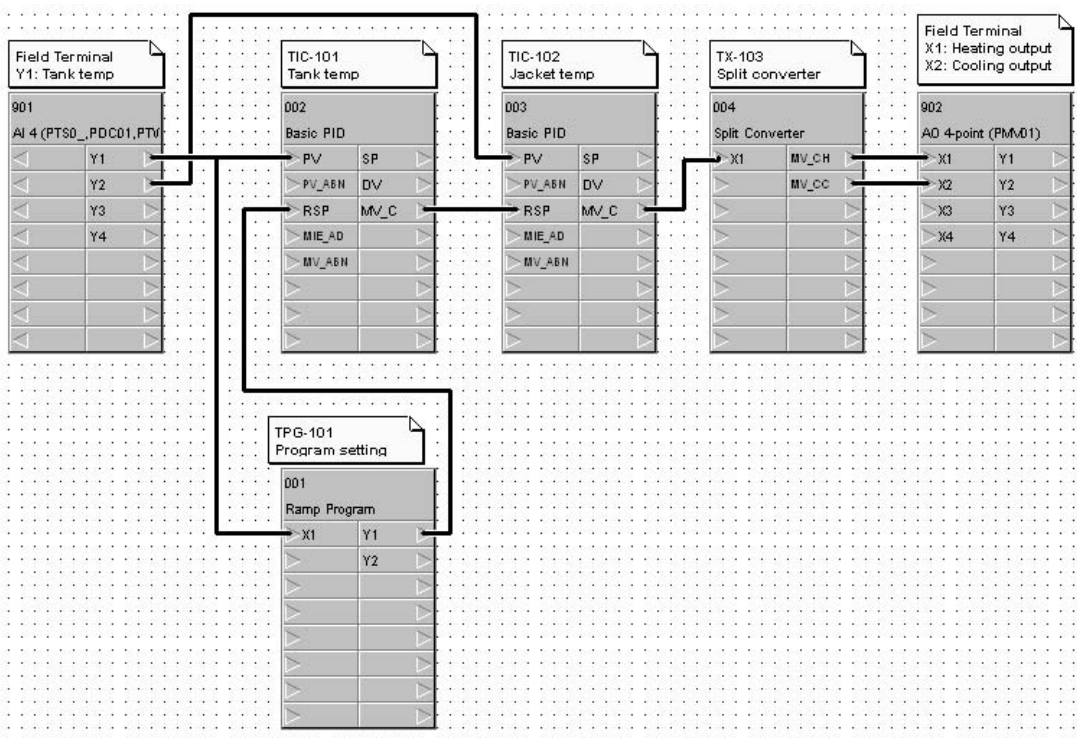 Field Terminal
Y1: Tank temp
901
AI 4 (PTS0_,PDC01,PTV
Y1
Y2
Y3
Y4
TIC-101
Tank temp
002
Basic PID
PV SP
PV_ABN DV
RSP MV_C
MIE_AD
MV_ABN
TIC-102
Jacket temp
003
Basic PID
PV SP
PV_ABN DV
RSP MV_C
MIE_AD
MV_ABN
TX-103
Split converter
004
Split Converter
X1 MV_CH
MV_CC
Field Terminal
X1: Heating output
X2: Cooling output
902
AO 4-point (PMV01)
X1 Y1
X2 Y2
X3 Y3
X4 Y4
TPG-101
Program setting
001
Ramp Program
X1 Y1
Y2